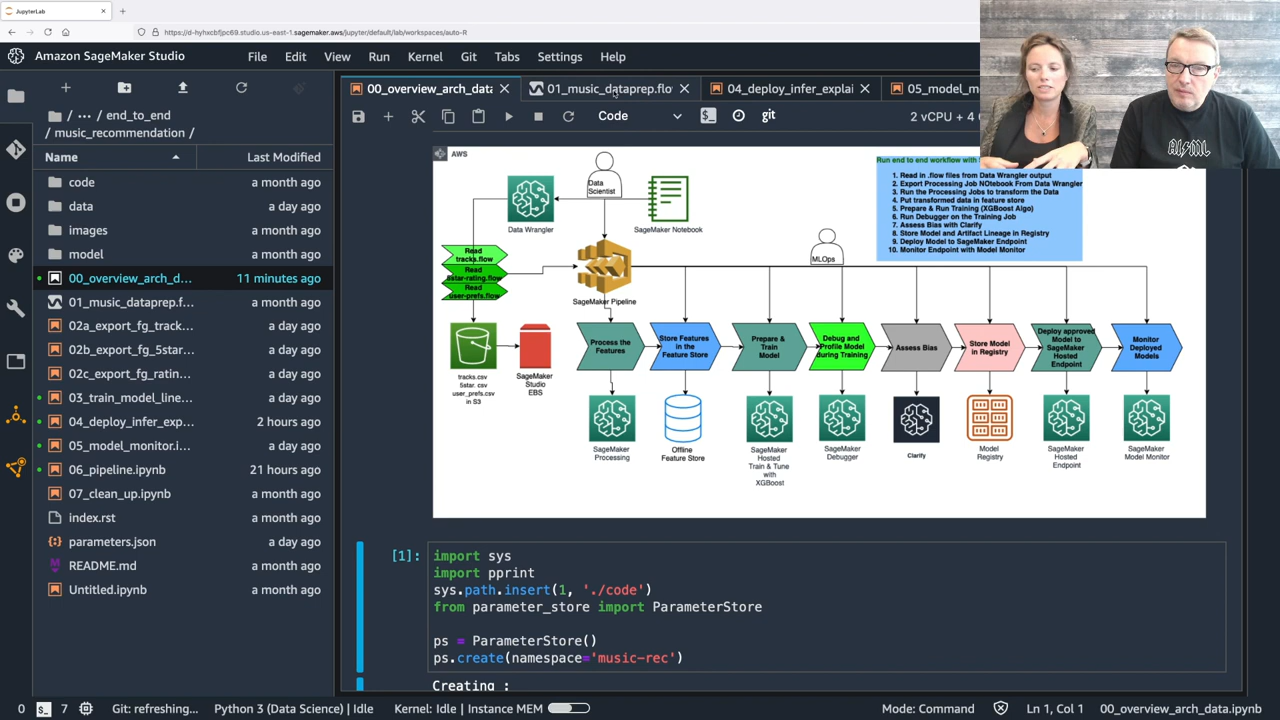 JupyterLab
https://d-hyhxcbfjpc69.studio.us-east-1.sagemaker.aws/jupyter/default/lab/workspaces/auto-R
Amazon SageMaker Studio
File Edit View Run Kernel Git Tabs Settings Help
00_overview_arch_d
01_music_dataprep.flo
04_deploy_infer_explai
05_model_m
Code
git
2 vCPU + 4
/ ... / end_to_end
/ music_recommendation /
Name Last Modified
code a month ago
data a month ago
images a month ago
model a month ago
00_overview_arch_d... 11 minutes ago
01_music_dataprep.f... a month ago
02a_export_fg_track... a day ago
02b_export_fg_5star... a day ago
02c_export_fg_ratin... a day ago
03_train_model_line... a day ago
04_deploy_infer_exp... 2 hours ago
05_model_monitor.i... a day ago
06_pipeline.ipynb 21 hours ago
07_clean_up.ipynb a month ago
index.rst a month ago
parameters.json a day ago
README.md a month ago
Untitled.ipynb a month ago
AWS
Data
Scientist
Data Wrangler
SageMaker Notebook
Run end to end workflow with
1. Read in .flow files from Data Wrangler output
2. Export Processing Job NOtebook From Data Wrangler
3. Run the Processing Jobs to transform the Data
4. Put transformed data in feature store
5. Prepare & Run Training (XGBoost Algo)
6. Run Debugger on the Training Job
7. Assess Bias with Clarify
8. Store Model and Artifact Lineage in Registry
9. Deploy Model to SageMaker Endpoint
10. Monitor Endpoint with Model Monitor
MLOps
Read
tracks.flow
Read
5star-rating.flow
Read
user-prefs.flow
SageMaker Pipeline
Process the
Features
Store Features
in the
Feature Store
Prepare &
Train
Model
Debug and
Profile Model
during Training
Assess Bias
Store Model
in Registry
Deploy approved
Model to
SageMaker
Hosted
Endpoint
Monitor
Deployed
Models
tracks.csv
5star. csv
user_prefs.csv
in S3
SageMaker
Studio
EBS
SageMaker
Processing
Offline
Feature Store
SageMaker
Hosted
Train & Tune
with
XGBoost
SageMaker
Debugger
Clarify
Model
Registry
SageMaker
Hosted
Endpoint
SageMaker
Model Monitor
AI/ML
[1]:
import sys
import pprint
sys.path.insert(1, './code')
from parameter_store import ParameterStore
ps = ParameterStore()
ps.create(namespace='music-rec')
Creating :
0 7 Git: refreshing... Python 3 (Data Science) | Idle Kernel: Idle | Instance MEM Mode: Command Ln 1, Col 1 00_overview_arch_data.ipynb